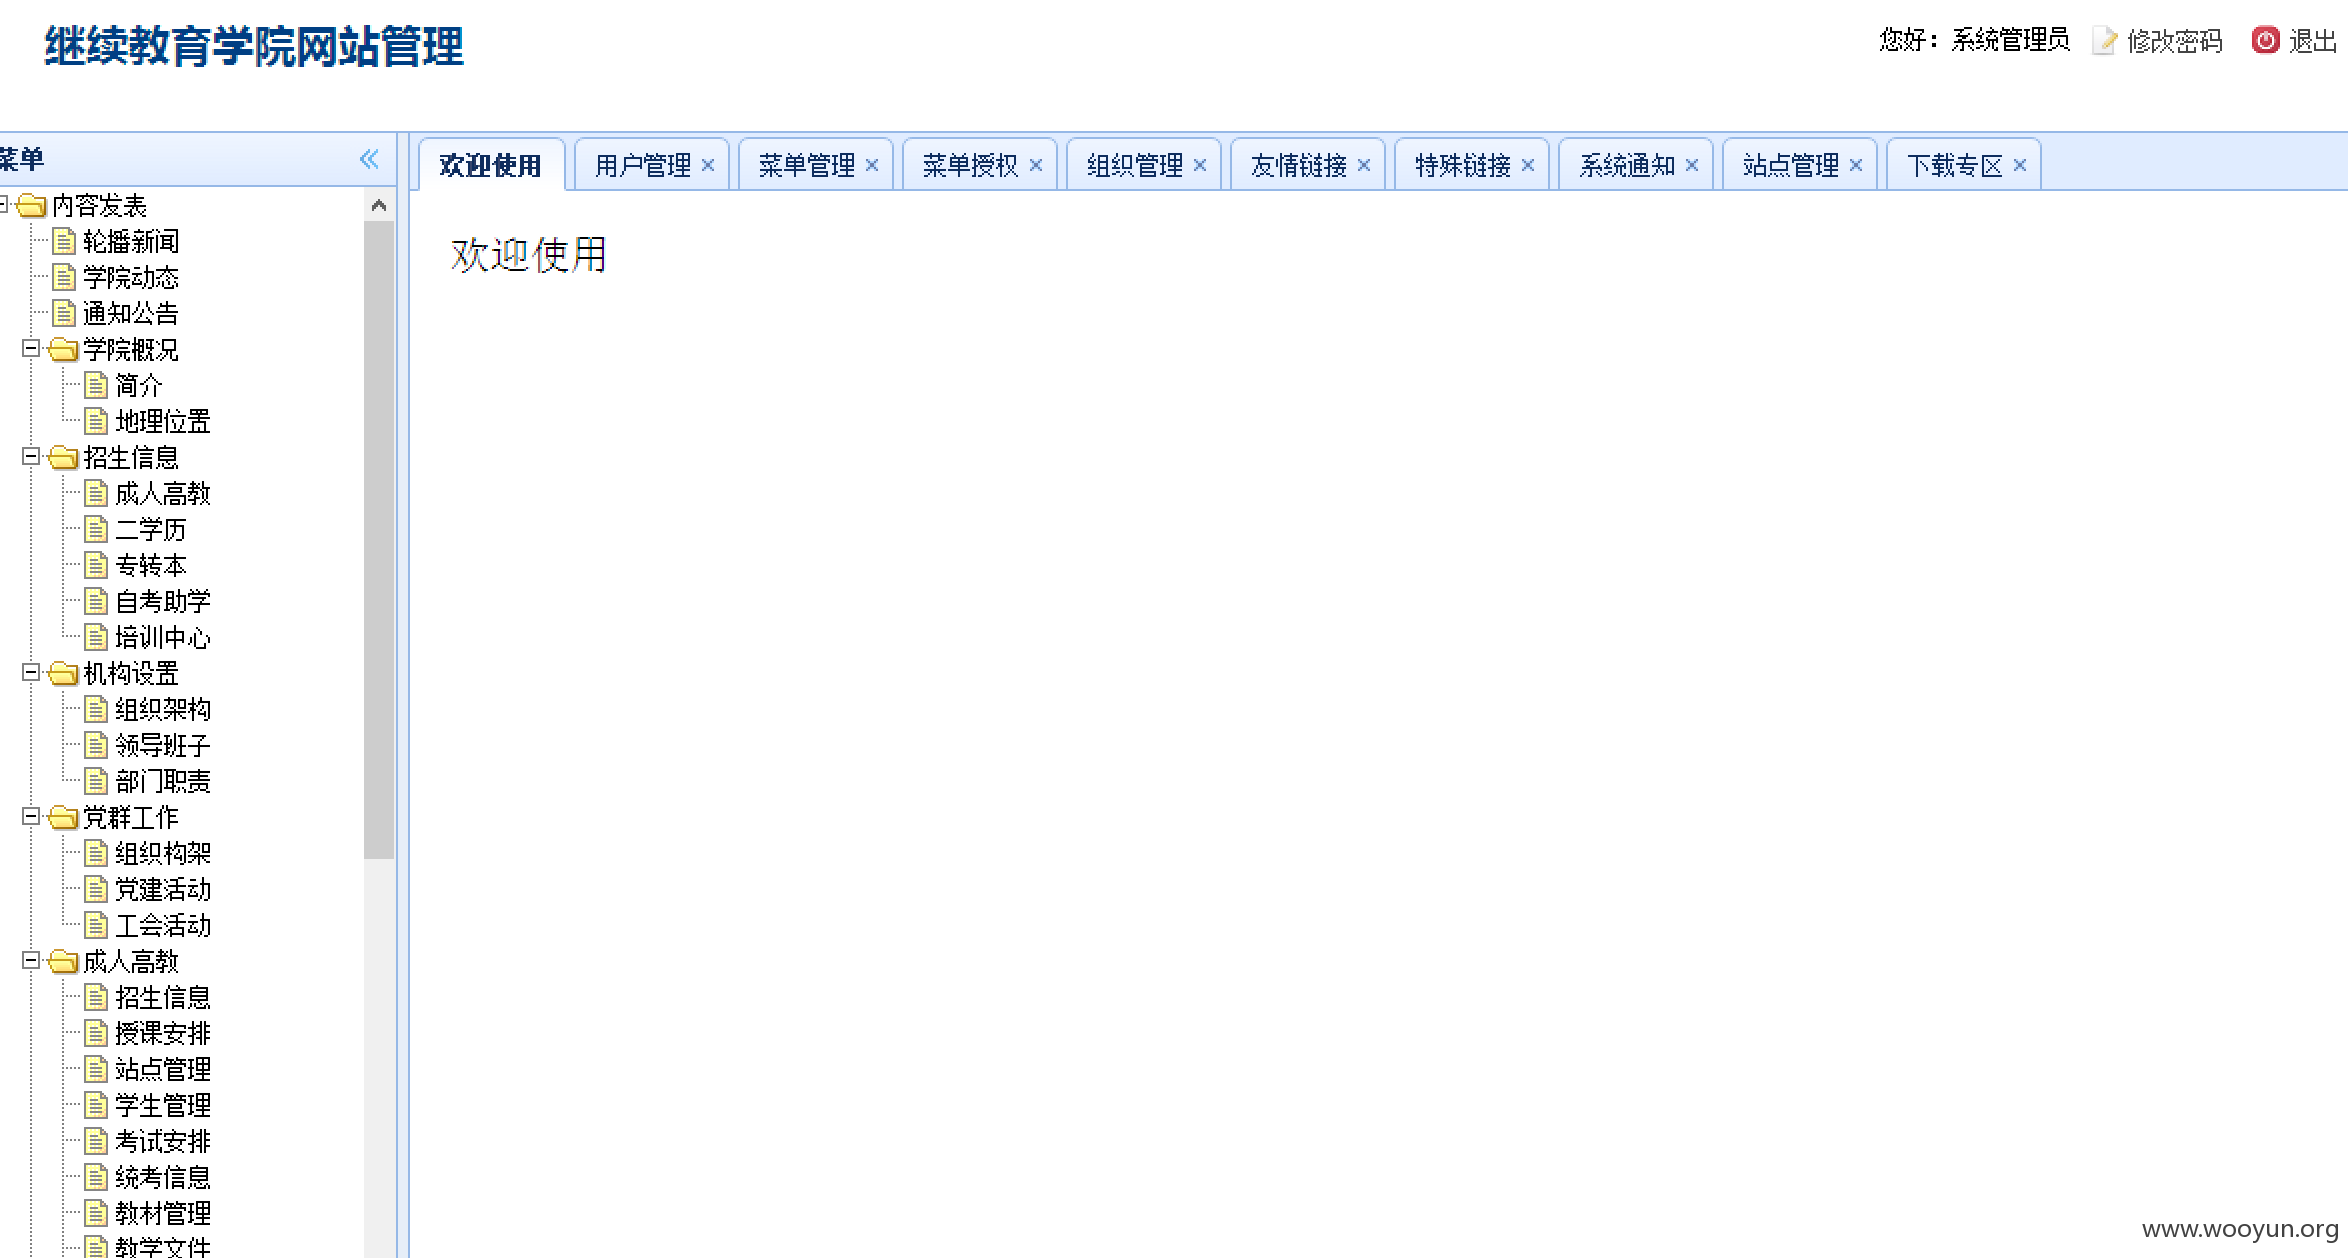 继续教育学院网站管理
您好：系统管理员 修改密码 退出
菜单
欢迎使用 用户管理 菜单管理 菜单授权 组织管理 友情链接 特殊链接 系统通知 站点管理 下载专区
欢迎使用
内容发表
轮播新闻
学院动态
通知公告
学院概况
简介
地理位置
招生信息
成人高教
二学历
专转本
自考助学
培训中心
机构设置
组织架构
领导班子
部门职责
党群工作
组织构架
党建活动
工会活动
成人高教
招生信息
授课安排
站点管理
学生管理
考试安排
统考信息
教材管理
教学文件
www.wooyun.org